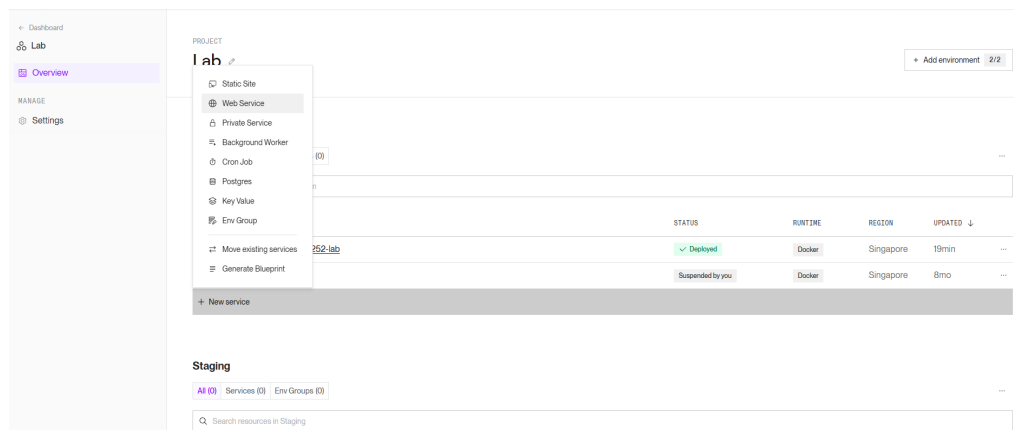 ← Dashboard
Lab
Overview
MANAGE
Settings
PROJECT
Lab
+ Add environment 2/2
Static Site
Web Service
Private Service
Background Worker
Cron Job
Postgres
Key Value
Env Group
Move existing services
Generate Blueprint
(0)
STATUS RUNTIME REGION UPDATED ↓
252-lab Deployed Docker Singapore 19min
Suspended by you Docker Singapore 8mo
+ New service
Staging
All (0) Services (0) Env Groups (0)
Search resources in Staging